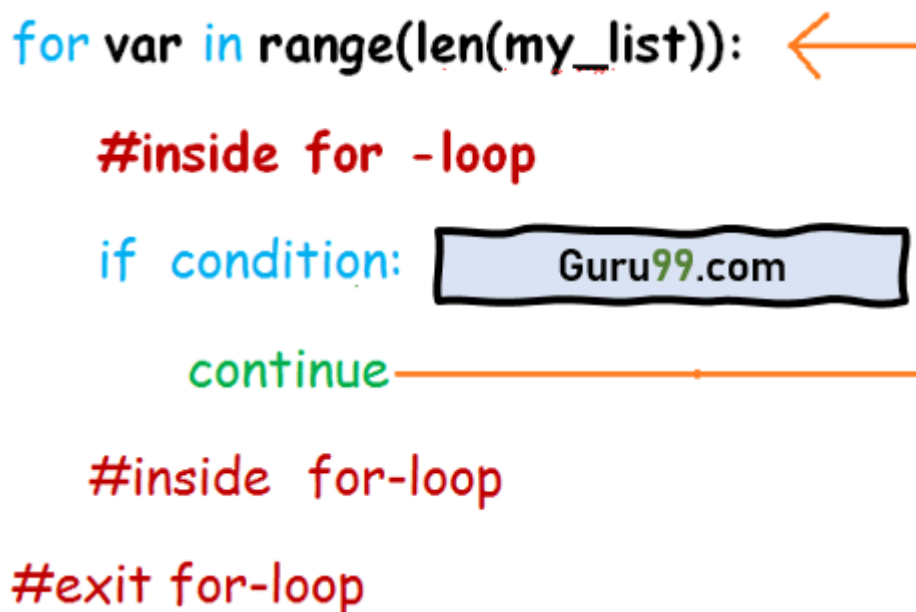 for var in range(len(my_list)):
#inside for -loop
if condition:
Guru99.com
continue
#inside for-loop
#exit for-loop